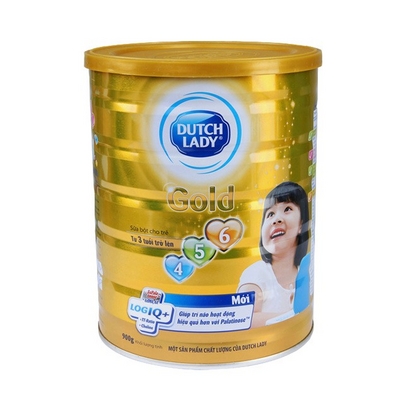 DUTCH
LADY
Gold
Sữa bột cho trẻ
Từ 3 tuổi trở lên
4 5 6
Mới
LOGIQ+
Giúp trí não hoạt động
hiệu quả hơn với Palatinose™
• Choline
900g
MỘT SẢN PHẨM CHẤT LƯỢNG CỦA DUTCH LADY